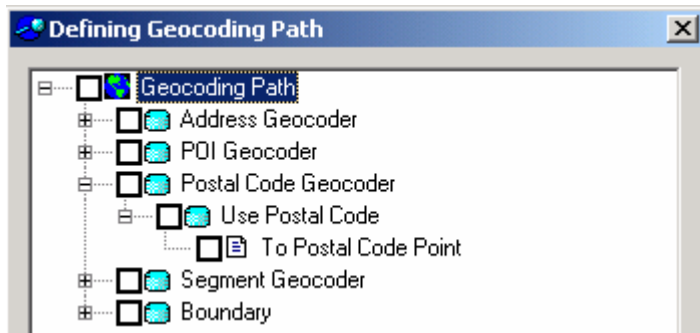 Defining Geocoding Path
Geocoding Path
Address Geocoder
POI Geocoder
Postal Code Geocoder
Use Postal Code
To Postal Code Point
Segment Geocoder
Boundary